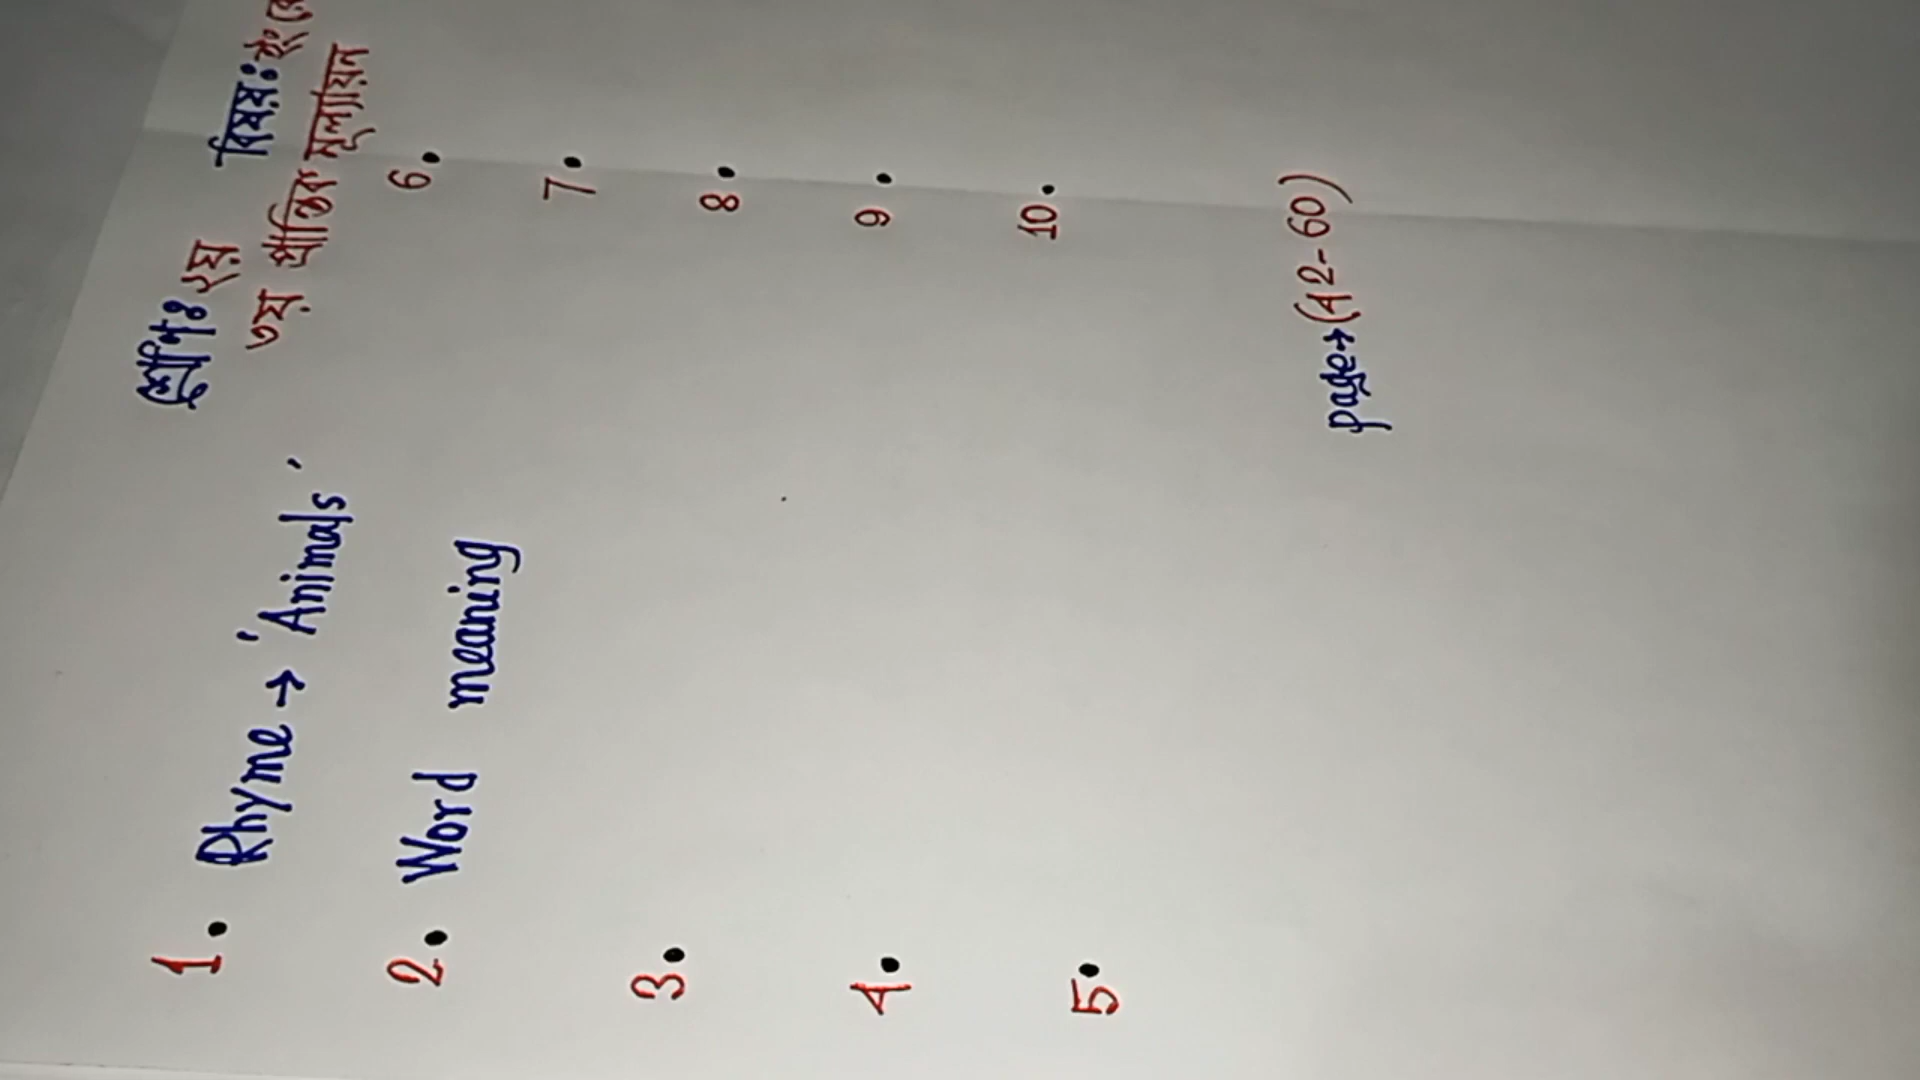 শ্রেণিঃ ২য় বিষয়ঃ
৩য় প্রান্তিক মূল্যায়ন
1. Rhyme → 'Animals'
2. Word meaning
3.
4.
5.
6.
7.
8.
9.
10.
page→(42-60)